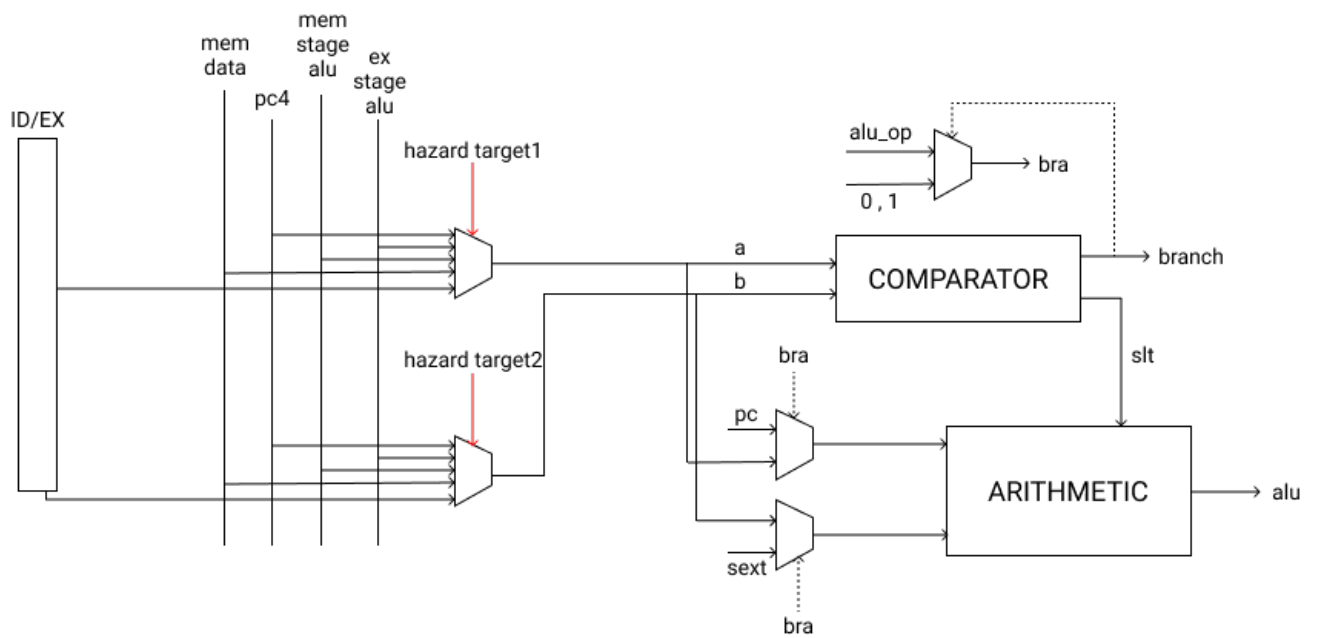 mem
data
mem
stage
alu
pc4
ex
stage
alu
ID/EX
hazard target1
alu_op
0 , 1
bra
a
b
COMPARATOR
branch
slt
hazard target2
bra
pc
sext
bra
ARITHMETIC
alu